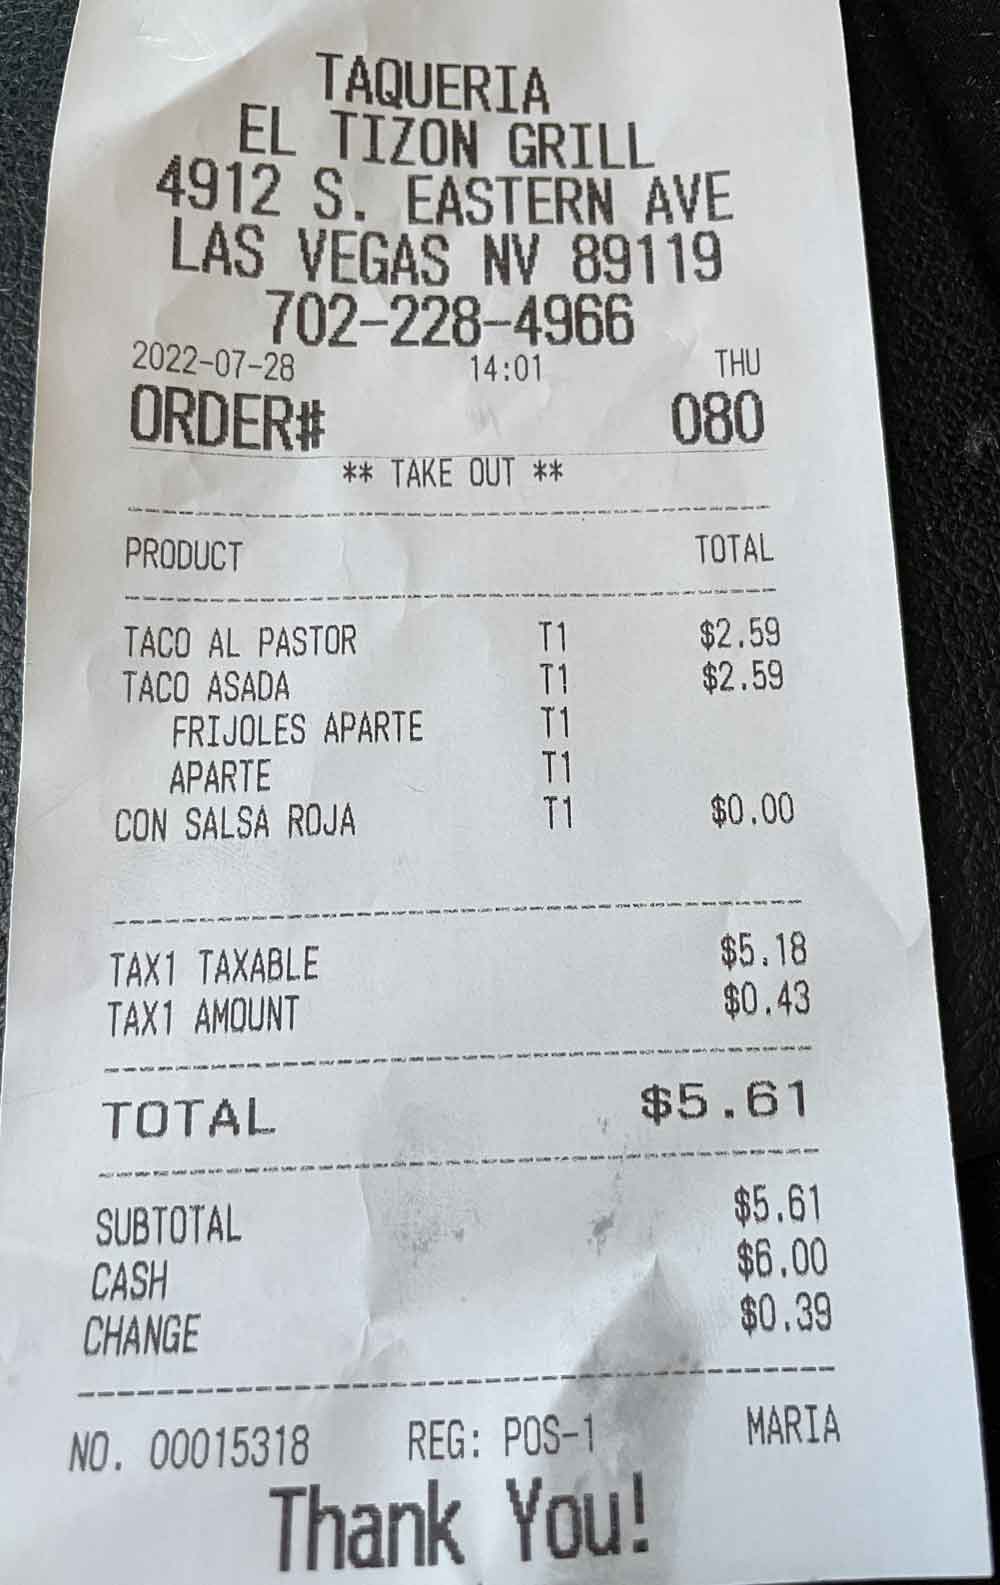 TAQUERIA
EL TIZON GRILL
4912 S. EASTERN AVE
LAS VEGAS NV 89119
702-228-4966
2022-07-28 14:01 THU
ORDER# 080
** TAKE OUT **
PRODUCT TOTAL
TACO AL PASTOR T1 $2.59
TACO ASADA T1 $2.59
FRIJOLES APARTE T1
APARTE T1
CON SALSA ROJA T1 $0.00
TAX1 TAXABLE $5.18
TAX1 AMOUNT $0.43
TOTAL $5.61
SUBTOTAL $5.61
CASH $6.00
CHANGE $0.39
NO. 00015318 REG: POS-1 MARIA
Thank You!